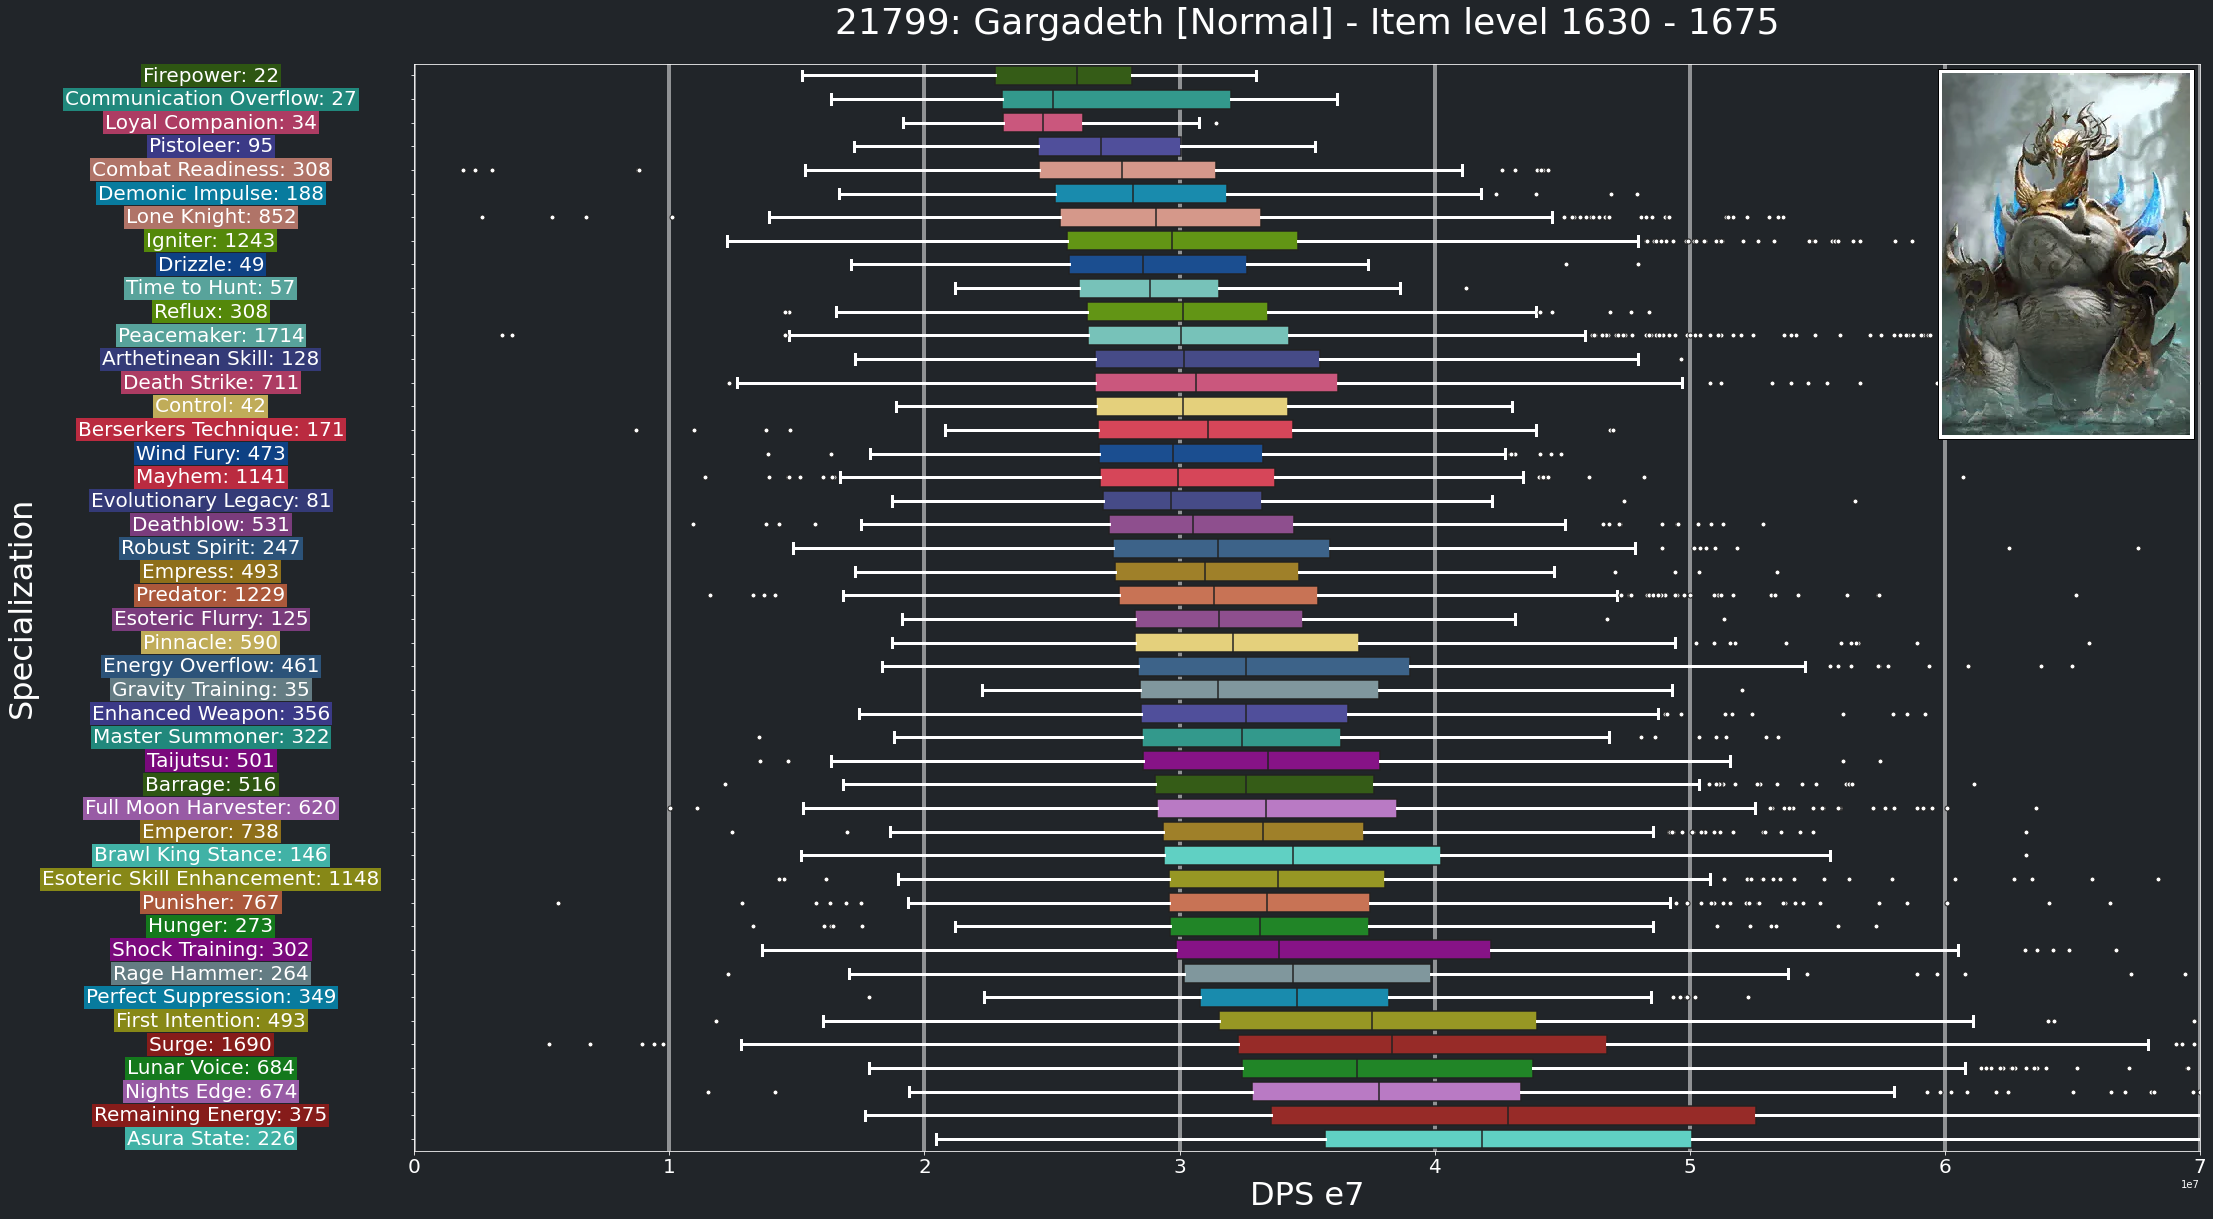 21799: Gargadeth [Normal] - Item level 1630 - 1675
Firepower: 22
Communication Overflow: 27
Loyal Companion: 34
Pistoleer: 95
Combat Readiness: 308
Demonic Impulse: 188
Lone Knight: 852
Igniter: 1243
Drizzle: 49
Time to Hunt: 57
Reflux: 308
Peacemaker: 1714
Arthetinean Skill: 128
Death Strike: 711
Control: 42
Berserkers Technique: 171
Wind Fury: 473
Mayhem: 1141
Evolutionary Legacy: 81
Deathblow: 531
Robust Spirit: 247
Empress: 493
Predator: 1229
Esoteric Flurry: 125
Pinnacle: 590
Energy Overflow: 461
Gravity Training: 35
Enhanced Weapon: 356
Master Summoner: 322
Taijutsu: 501
Barrage: 516
Full Moon Harvester: 620
Emperor: 738
Brawl King Stance: 146
Esoteric Skill Enhancement: 1148
Punisher: 767
Hunger: 273
Shock Training: 302
Rage Hammer: 264
Perfect Suppression: 349
First Intention: 493
Surge: 1690
Lunar Voice: 684
Nights Edge: 674
Remaining Energy: 375
Asura State: 226
Specialization
0 1 2 3 4 5 6 7
1e7
DPS e7